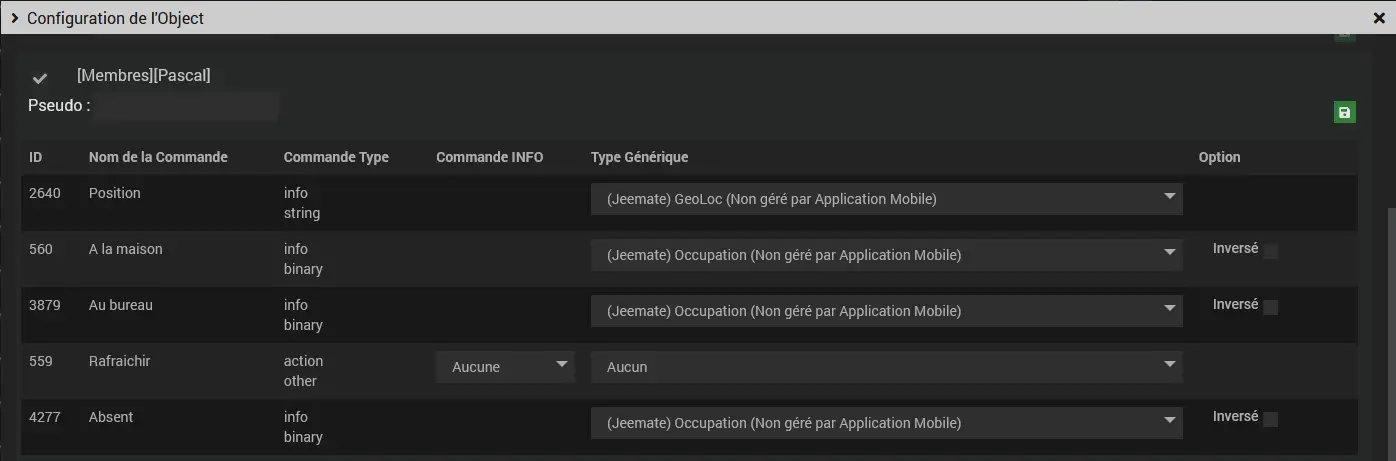 Configuration de l'Object
[Membres][Pascal]
Pseudo :
ID Nom de la Commande Commande Type Commande INFO Type Générique Option
2640 Position info (Jeemate) GeoLoc (Non géré par Application Mobile)
string
560 A la maison info (Jeemate) Occupation (Non géré par Application Mobile) Inversé
binary
3879 Au bureau info (Jeemate) Occupation (Non géré par Application Mobile) Inversé
binary
559 Rafraichir action Aucune Aucun
other
4277 Absent info (Jeemate) Occupation (Non géré par Application Mobile) Inversé
binary